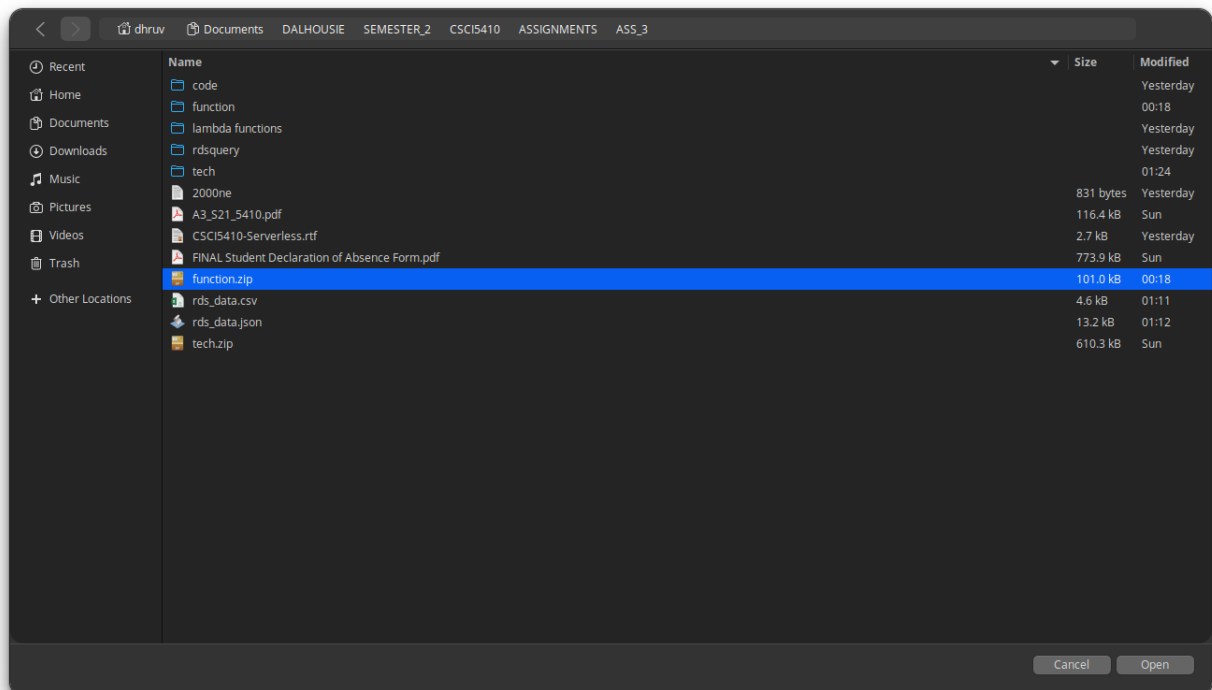 dhruv Documents DALHOUSIE SEMESTER_2 CSCI5410 ASSIGNMENTS ASS_3
Recent
Home
Documents
Downloads
Music
Pictures
Videos
Trash
Other Locations
Name Size Modified
code Yesterday
function 00:18
lambda functions Yesterday
rdsquery Yesterday
tech 01:24
2000ne 831 bytes Yesterday
A3_S21_5410.pdf 116.4 kB Sun
CSCI5410-Serverless.rtf 2.7 kB Yesterday
FINAL Student Declaration of Absence Form.pdf 773.9 kB Sun
function.zip 101.0 kB 00:18
rds_data.csv 4.6 kB 01:11
rds_data.json 13.2 kB 01:12
tech.zip 610.3 kB Sun
Cancel Open